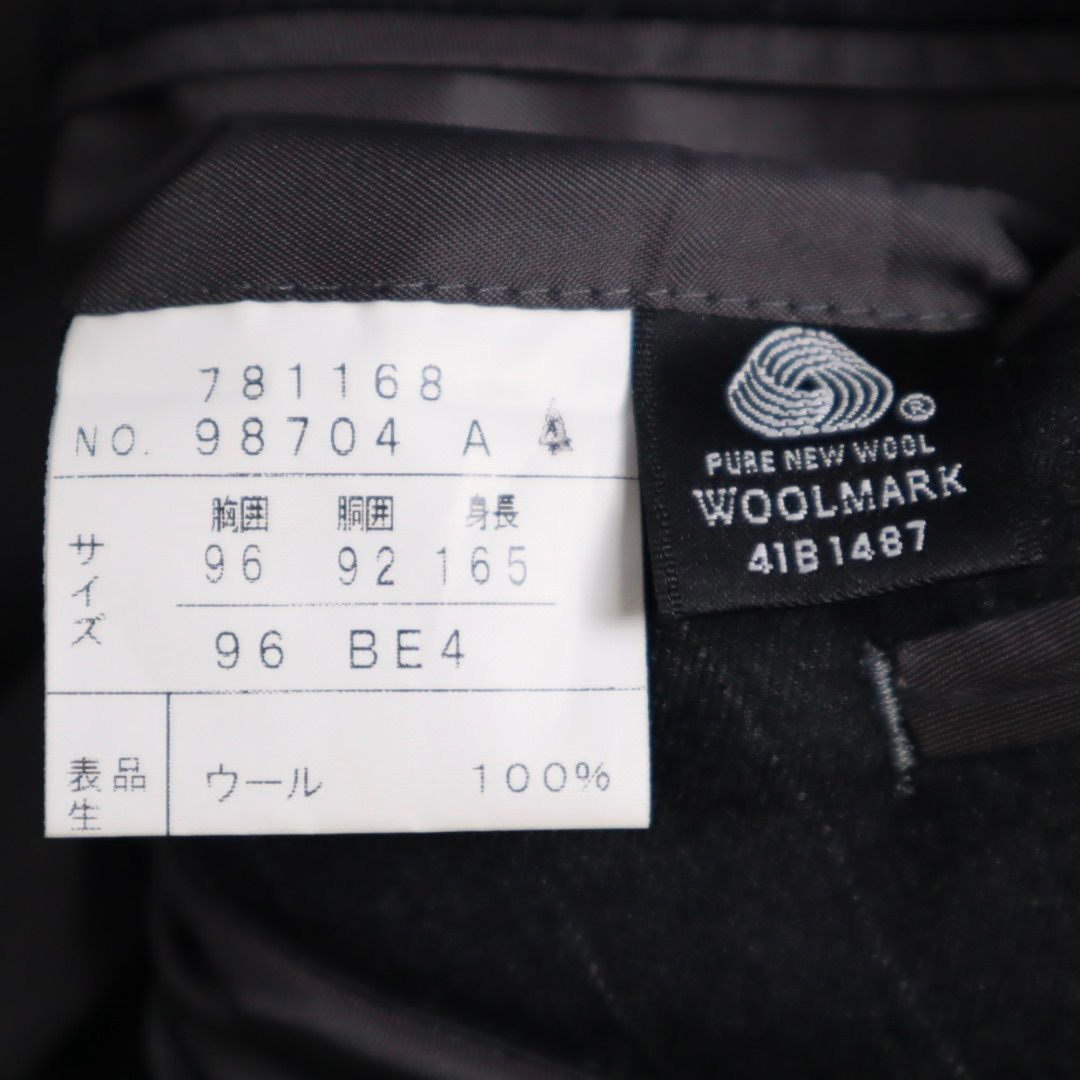 781168
NO. 98704 A
サイズ
胸囲 胴囲 身長
96 92 165
96 BE4
表生
品
ウール 100%
®
PURE NEW WOOL
WOOLMARK
41B1487